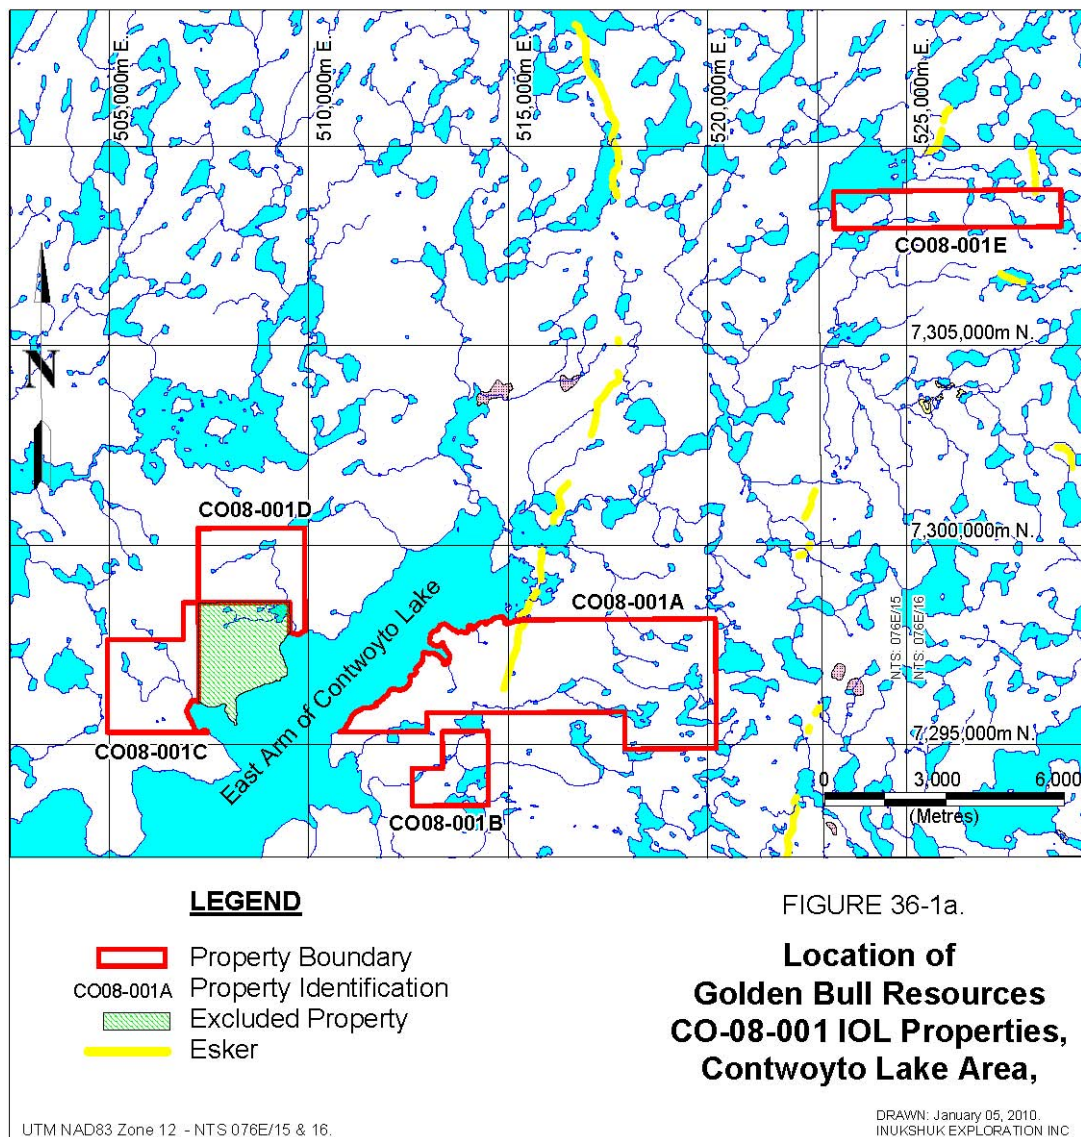 505,000m E.
510,000m E.
515,000m E.
520,000m E.
525,000m E.
CO08-001E
7,305,000m N.
N
CO08-001D
7,300,000m N.
CO08-001A
East Arm of Contwoyto Lake
NTS: 076E/15
NTS: 076E/16
CO08-001C
7,295,000m N.
CO08-001B
0 3,000 6,000
(Metres)
LEGEND
Property Boundary
CO08-001A Property Identification
Excluded Property
Esker
FIGURE 36-1a.
Location of
Golden Bull Resources
CO-08-001 IOL Properties,
Contwoyto Lake Area,
UTM NAD83 Zone 12 - NTS 076E/15 & 16.
DRAWN: January 05, 2010.
INUKSHUK EXPLORATION INC